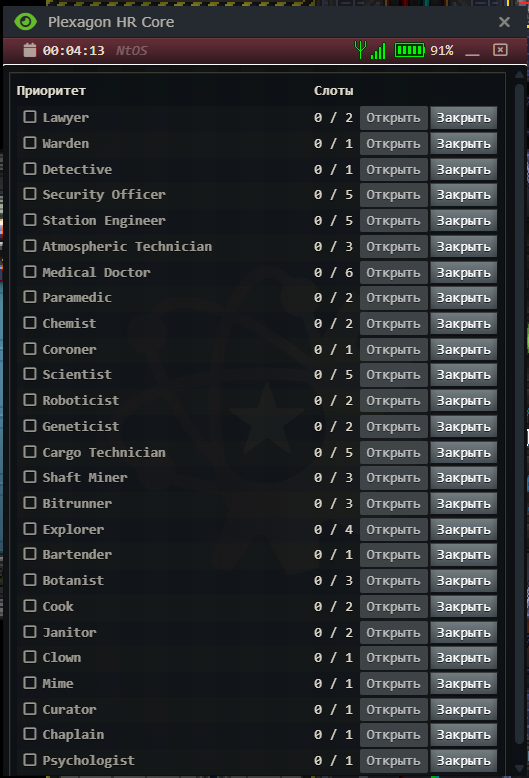 Plexagon HR Core
00:04:13 NtOS 91%
Приоритет Слоты
Lawyer 0 / 2 Открыть Закрыть
Warden 0 / 1 Открыть Закрыть
Detective 0 / 1 Открыть Закрыть
Security Officer 0 / 5 Открыть Закрыть
Station Engineer 0 / 5 Открыть Закрыть
Atmospheric Technician 0 / 3 Открыть Закрыть
Medical Doctor 0 / 6 Открыть Закрыть
Paramedic 0 / 2 Открыть Закрыть
Chemist 0 / 2 Открыть Закрыть
Coroner 0 / 1 Открыть Закрыть
Scientist 0 / 5 Открыть Закрыть
Roboticist 0 / 2 Открыть Закрыть
Geneticist 0 / 2 Открыть Закрыть
Cargo Technician 0 / 5 Открыть Закрыть
Shaft Miner 0 / 3 Открыть Закрыть
Bitrunner 0 / 3 Открыть Закрыть
Explorer 0 / 4 Открыть Закрыть
Bartender 0 / 1 Открыть Закрыть
Botanist 0 / 3 Открыть Закрыть
Cook 0 / 2 Открыть Закрыть
Janitor 0 / 2 Открыть Закрыть
Clown 0 / 1 Открыть Закрыть
Mime 0 / 1 Открыть Закрыть
Curator 0 / 1 Открыть Закрыть
Chaplain 0 / 1 Открыть Закрыть
Psychologist 0 / 1 Открыть Закрыть